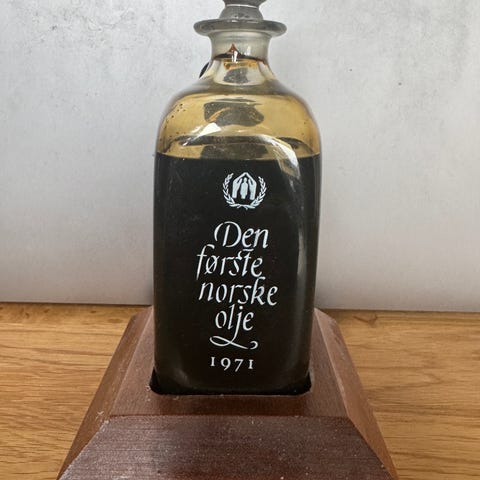 Den
første
norske
olje
1971